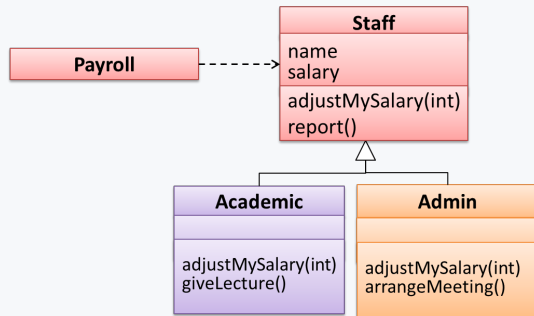 Staff
name
salary
adjustMySalary(int)
report()
Payroll
Academic
adjustMySalary(int)
giveLecture()
Admin
adjustMySalary(int)
arrangeMeeting()